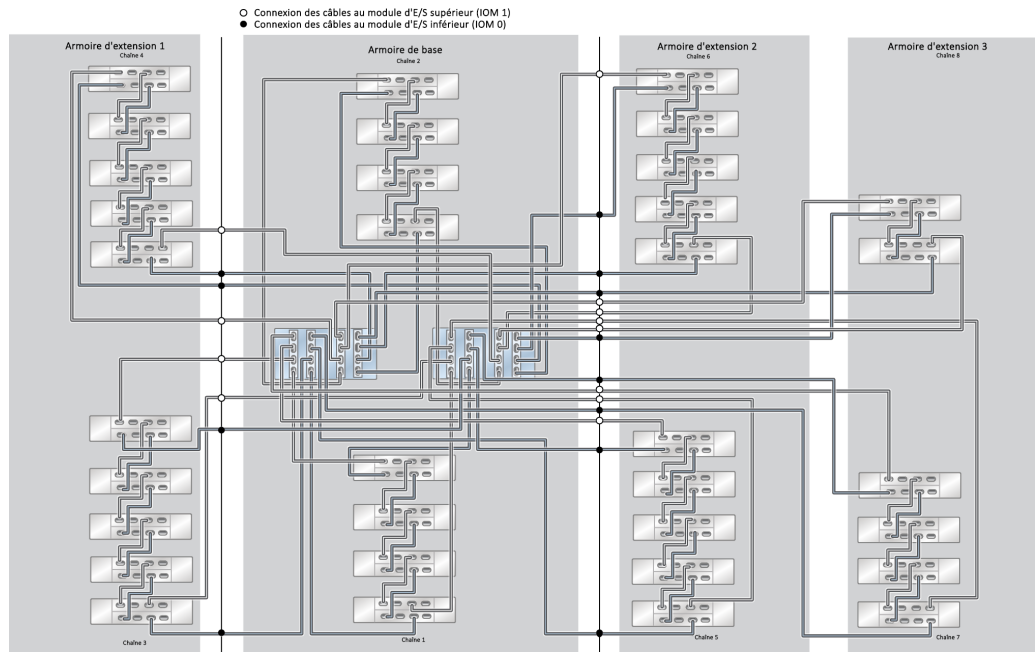 Connexion des câbles au module d'E/S supérieur (IOM 1)
Connexion des câbles au module d'E/S inférieur (IOM 0)
Armoire d'extension 1
Chaîne 4
Armoire de base
Chaîne 2
Armoire d'extension 2
Chaîne 6
Armoire d'extension 3
Chaîne 8
Chaîne 3
Chaîne 1
Chaîne 5
Chaîne 7